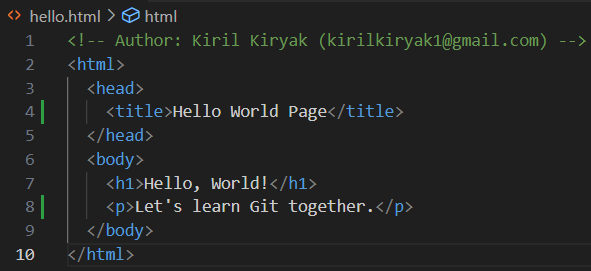 hello.html > html
1 <!-- Author: Kiril Kiryak (kirilkiryak1@gmail.com) -->
2 <html>
3   <head>
4     <title>Hello World Page</title>
5   </head>
6   <body>
7     <h1>Hello, World!</h1>
8     <p>Let's learn Git together.</p>
9   </body>
10 </html>